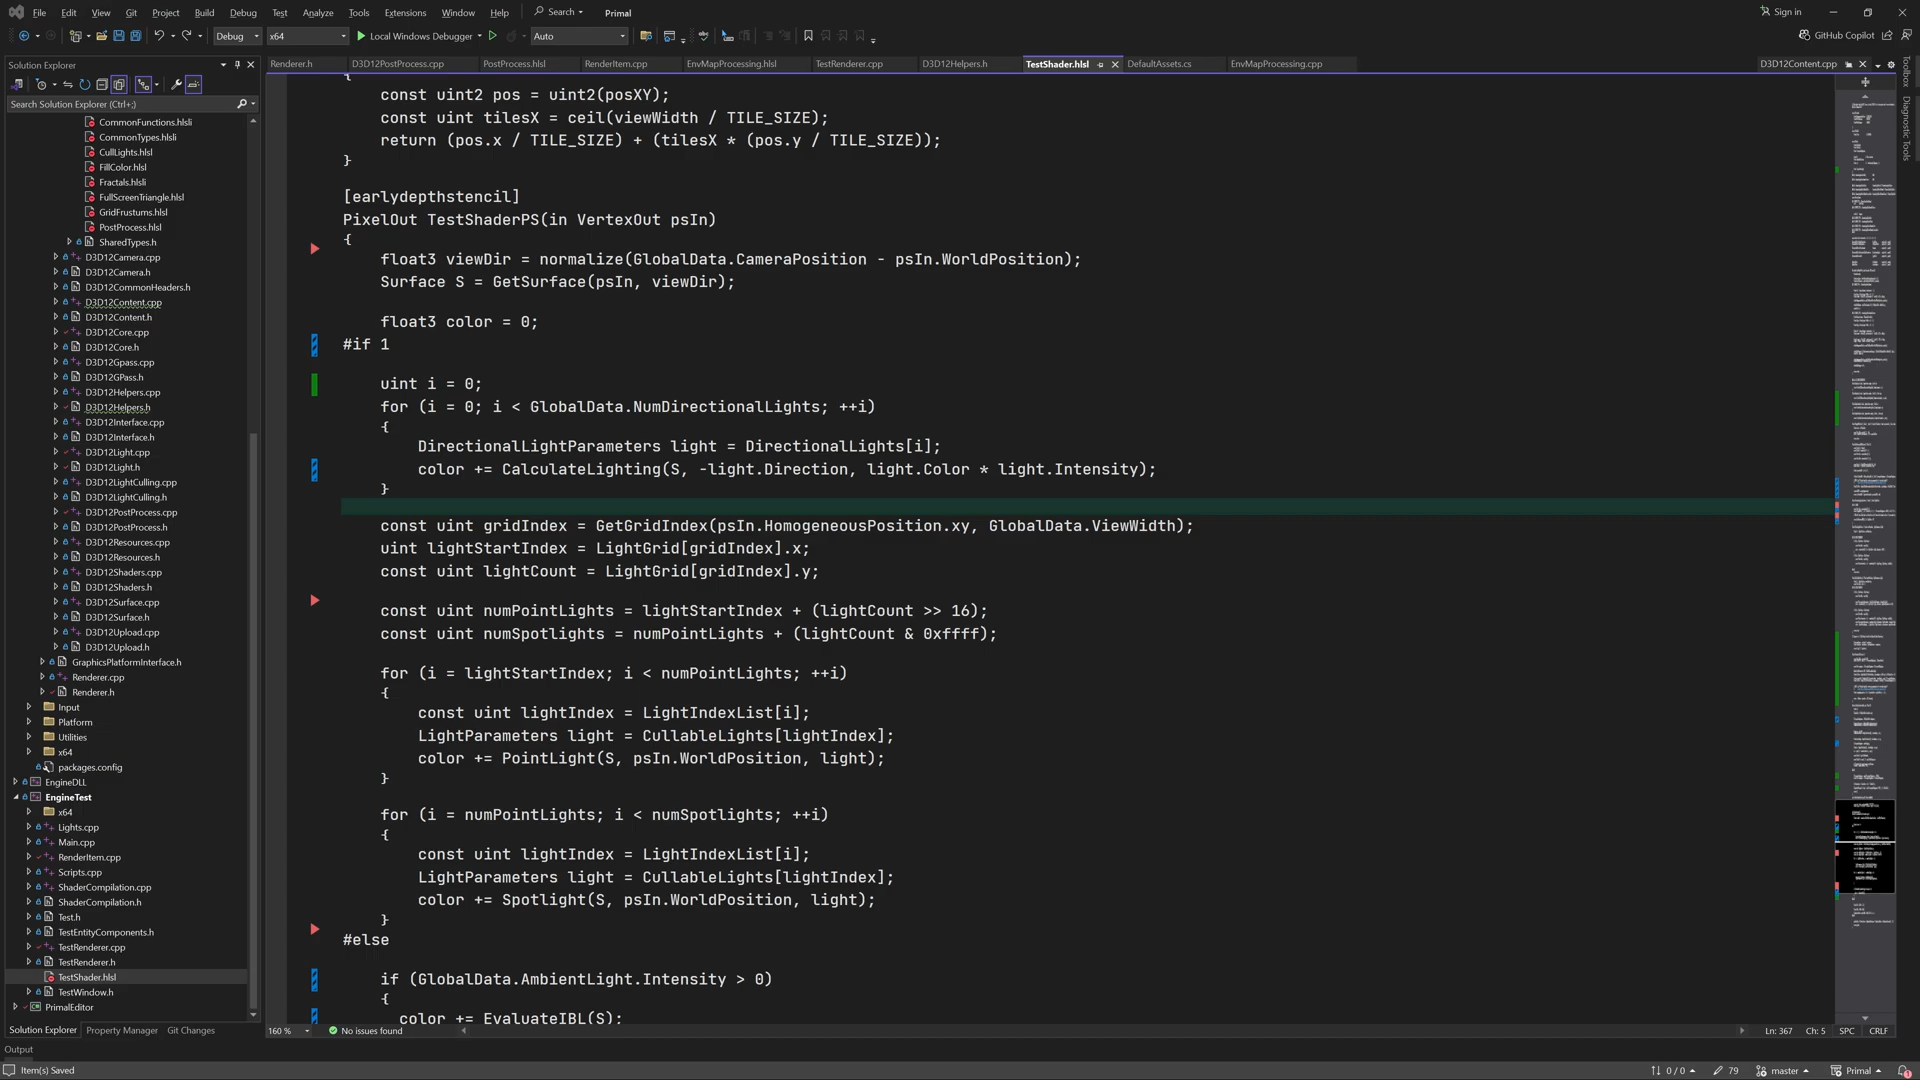 File Edit View Git Project Build Debug Test Analyze Tools Extensions Window Help Search Primal Sign in
Debug x64 Local Windows Debugger Auto GitHub Copilot
Solution Explorer
Renderer.h D3D12PostProcess.cpp PostProcess.hlsl RenderItem.cpp EnvMapProcessing.hlsl TestRenderer.cpp D3D12Helpers.h TestShader.hlsl DefaultAssets.cs EnvMapProcessing.cpp D3D12Content.cpp
Toolbox
Diagnostic Tools
Search Solution Explorer (Ctrl+;)
CommonFunctions.hlsli
CommonTypes.hlsli
CullLights.hlsl
FillColor.hlsl
Fractals.hlsli
FullScreenTriangle.hlsl
GridFrustums.hlsl
PostProcess.hlsl
SharedTypes.h
D3D12Camera.cpp
D3D12Camera.h
D3D12CommonHeaders.h
D3D12Content.cpp
D3D12Content.h
D3D12Core.cpp
D3D12Core.h
D3D12Gpass.cpp
D3D12GPass.h
D3D12Helpers.cpp
D3D12Helpers.h
D3D12Interface.cpp
D3D12Interface.h
D3D12Light.cpp
D3D12Light.h
D3D12LightCulling.cpp
D3D12LightCulling.h
D3D12PostProcess.cpp
D3D12PostProcess.h
D3D12Resources.cpp
D3D12Resources.h
D3D12Shaders.cpp
D3D12Shaders.h
D3D12Surface.cpp
D3D12Surface.h
D3D12Upload.cpp
D3D12Upload.h
GraphicsPlatformInterface.h
Renderer.cpp
Renderer.h
Input
Platform
Utilities
x64
packages.config
EngineDLL
EngineTest
x64
Lights.cpp
Main.cpp
RenderItem.cpp
Scripts.cpp
ShaderCompilation.cpp
ShaderCompilation.h
Test.h
TestEntityComponents.h
TestRenderer.cpp
TestRenderer.h
TestShader.hlsl
TestWindow.h
PrimalEditor
Solution Explorer Property Manager Git Changes
{
const uint2 pos = uint2(posXY);
const uint tilesX = ceil(viewWidth / TILE_SIZE);
return (pos.x / TILE_SIZE) + (tilesX * (pos.y / TILE_SIZE));
}
[earlydepthstencil]
PixelOut TestShaderPS(in VertexOut psIn)
{
float3 viewDir = normalize(GlobalData.CameraPosition - psIn.WorldPosition);
Surface S = GetSurface(psIn, viewDir);
float3 color = 0;
#if 1
uint i = 0;
for (i = 0; i < GlobalData.NumDirectionalLights; ++i)
{
DirectionalLightParameters light = DirectionalLights[i];
color += CalculateLighting(S, -light.Direction, light.Color * light.Intensity);
}
const uint gridIndex = GetGridIndex(psIn.HomogeneousPosition.xy, GlobalData.ViewWidth);
uint lightStartIndex = LightGrid[gridIndex].x;
const uint lightCount = LightGrid[gridIndex].y;
const uint numPointLights = lightStartIndex + (lightCount >> 16);
const uint numSpotlights = numPointLights + (lightCount & 0xffff);
for (i = lightStartIndex; i < numPointLights; ++i)
{
const uint lightIndex = LightIndexList[i];
LightParameters light = CullableLights[lightIndex];
color += PointLight(S, psIn.WorldPosition, light);
}
for (i = numPointLights; i < numSpotlights; ++i)
{
const uint lightIndex = LightIndexList[i];
LightParameters light = CullableLights[lightIndex];
color += Spotlight(S, psIn.WorldPosition, light);
}
#else
if (GlobalData.AmbientLight.Intensity > 0)
{
color += EvaluateIBL(S);
160 % No issues found Ln: 367 Ch: 5 SPC CRLF
Output
Item(s) Saved 0 / 0 79 master Primal